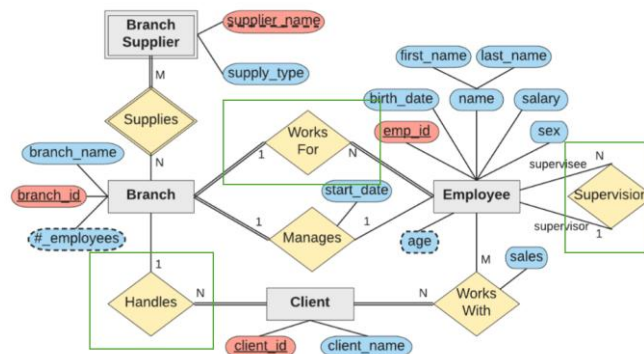 Branch
Supplier
supplier_name
supply_type
M
Supplies
N
first_name
last_name
birth_date
name
salary
emp_id
sex
Works
For
1
N
branch_name
branch_id
#_employees
Branch
start_date
Employee
supervisee
N
Supervision
supervisor
1
1
Manages
1
age
1
Handles
N
Client
N
M
Works
With
sales
client_id
client_name